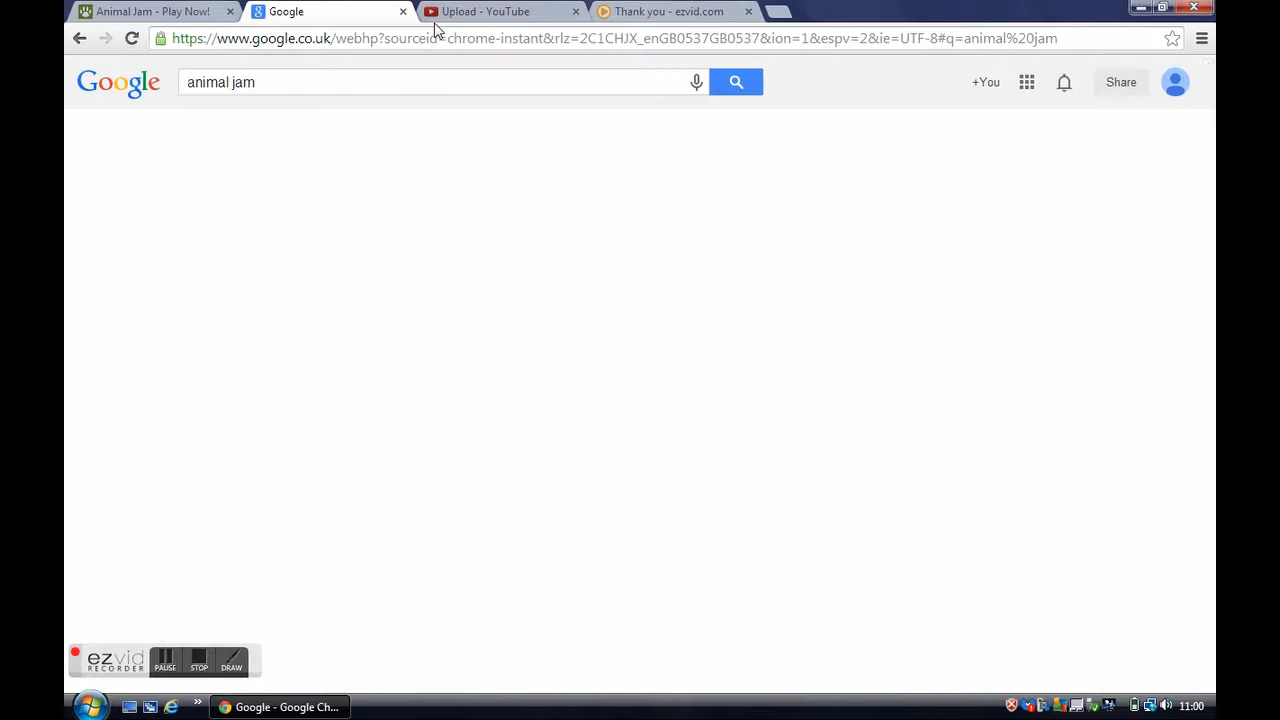 Animal Jam - Play Now!
Google
Upload - YouTube
Thank you - ezvid.com
https://www.google.co.uk/webhp?sourceid=chrome-instant&rlz=2C1CHJX_enGB0537GB0537&ion=1&espv=2&ie=UTF-8#q=animal%20jam
Google
animal jam
+You
Share
ezvid
RECORDER
PAUSE
STOP
DRAW
Google - Google Ch...
11:00